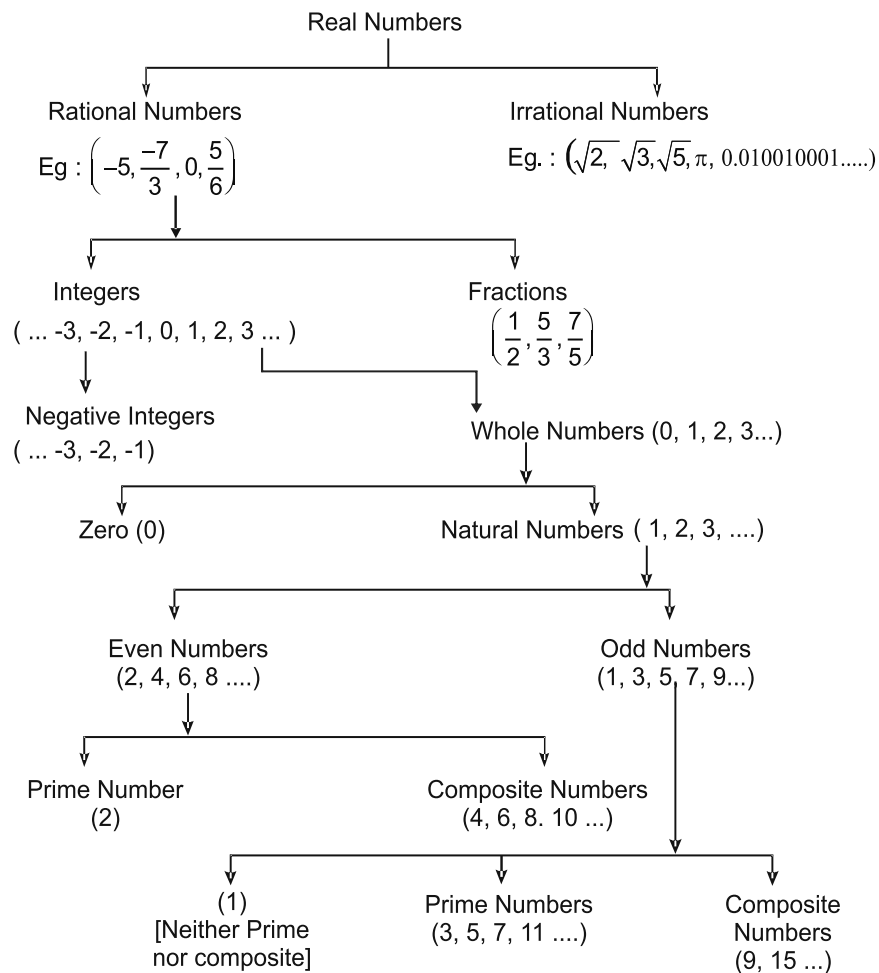 Real Numbers
Rational Numbers
Irrational Numbers
Eg : (−5, −7/3, 0, 5/6)
Eg. : (√2, √3, √5, π, 0.010010001.....)
Integers
Fractions
( ... -3, -2, -1, 0, 1, 2, 3 ... )
(1/2, 5/3, 7/5)
Negative Integers
( ... -3, -2, -1)
Whole Numbers (0, 1, 2, 3...)
Zero (0)
Natural Numbers ( 1, 2, 3, ....)
Even Numbers
(2, 4, 6, 8 ....)
Odd Numbers
(1, 3, 5, 7, 9...)
Prime Number
(2)
Composite Numbers
(4, 6, 8. 10 ...)
(1)
[Neither Prime
nor composite]
Prime Numbers
(3, 5, 7, 11 ....)
Composite
Numbers
(9, 15 ...)